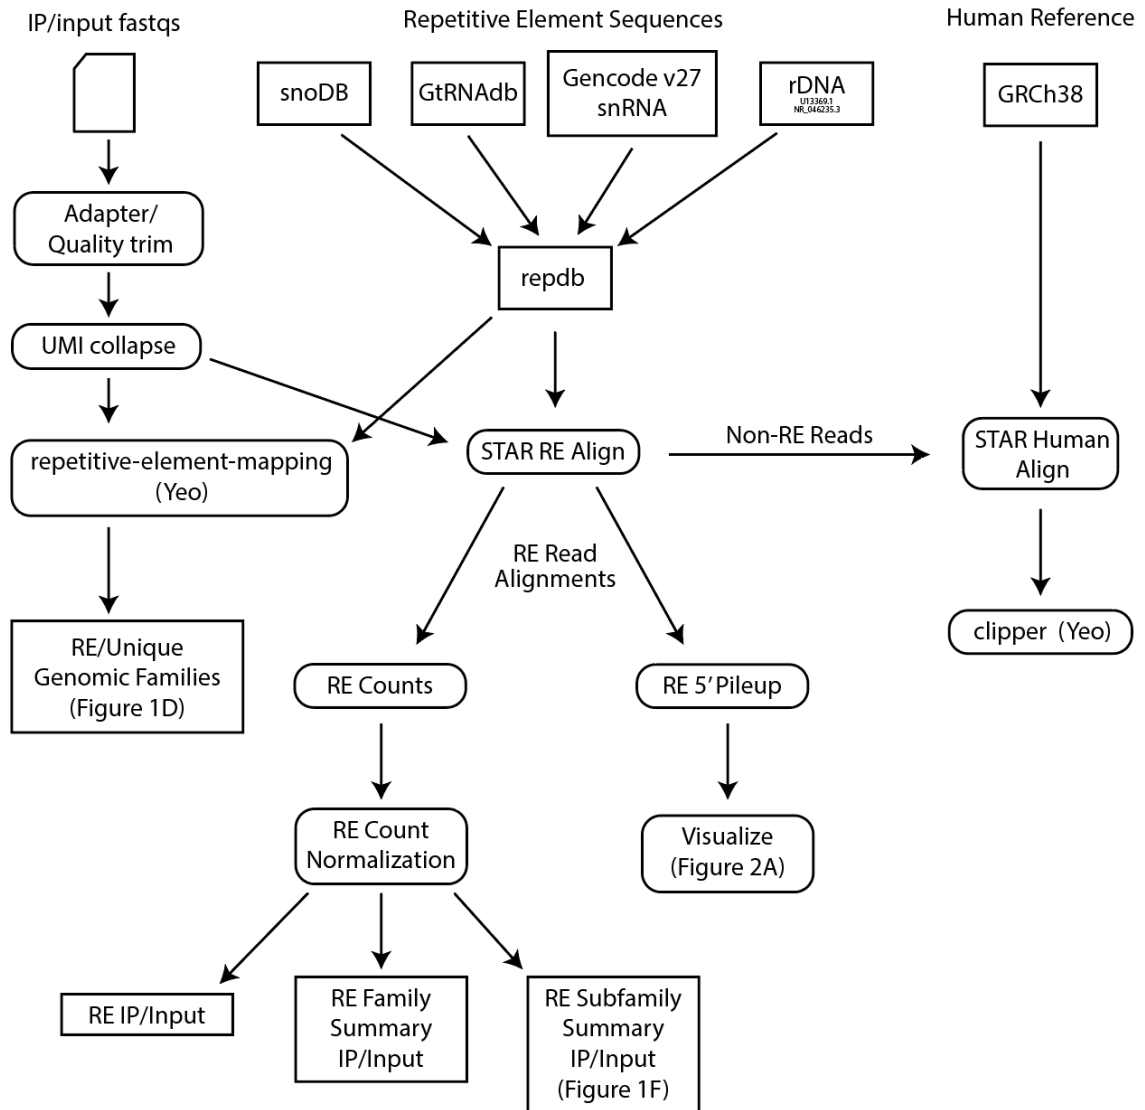 IP/input fastqs
Repetitive Element Sequences
Human Reference
snoDB
GtRNAdb
Gencode v27
snRNA
rDNA
U13369.1
NR_046235.3
GRCh38
Adapter/
Quality trim
repdb
UMI collapse
repetitive-element-mapping
(Yeo)
STAR RE Align
Non-RE Reads
STAR Human
Align
RE Read
Alignments
RE/Unique
Genomic Families
(Figure 1D)
clipper (Yeo)
RE Counts
RE 5' Pileup
RE Count
Normalization
Visualize
(Figure 2A)
RE IP/Input
RE Family
Summary
IP/Input
RE Subfamily
Summary
IP/Input
(Figure 1F)